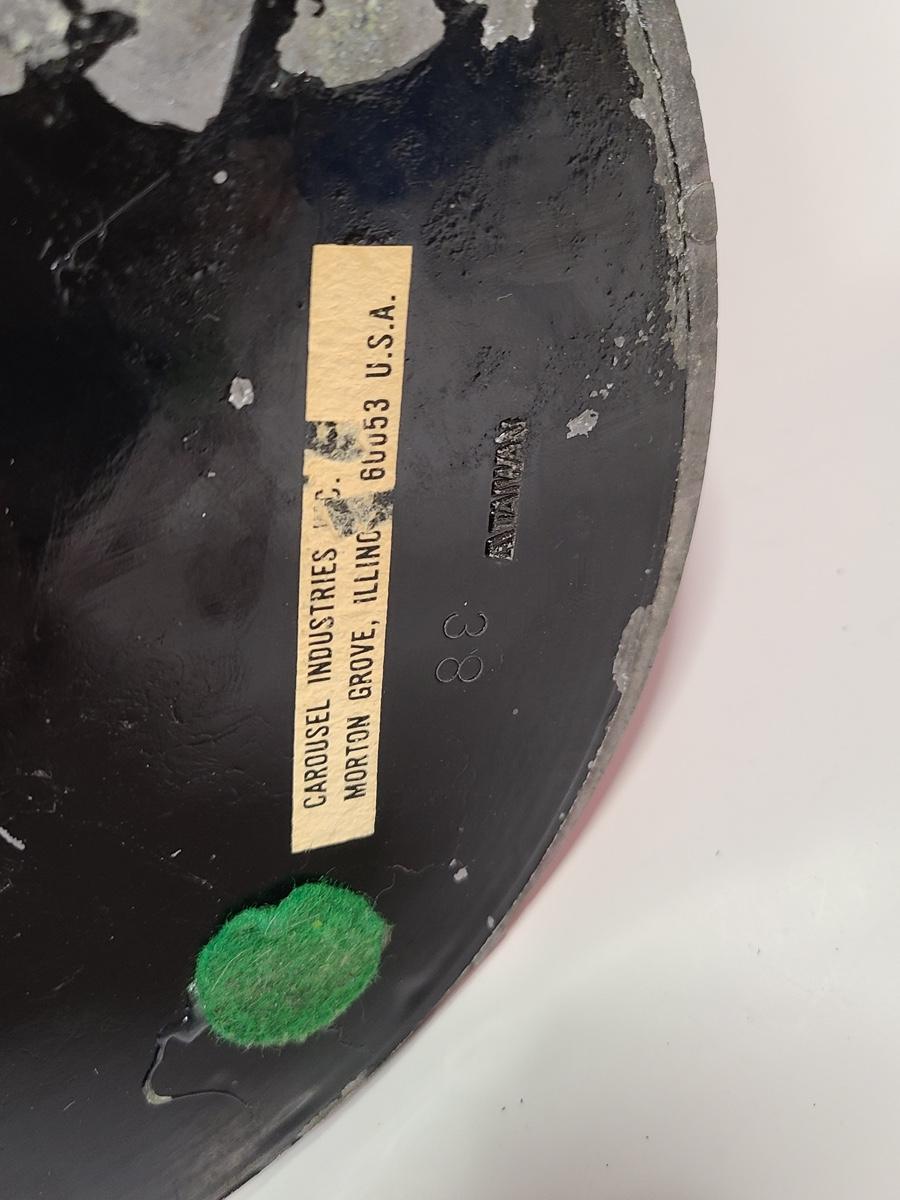 CAROUSEL INDUSTRIES C.
MORTON GROVE, ILLINO 60053 U.S.A.
TAIWAN
38